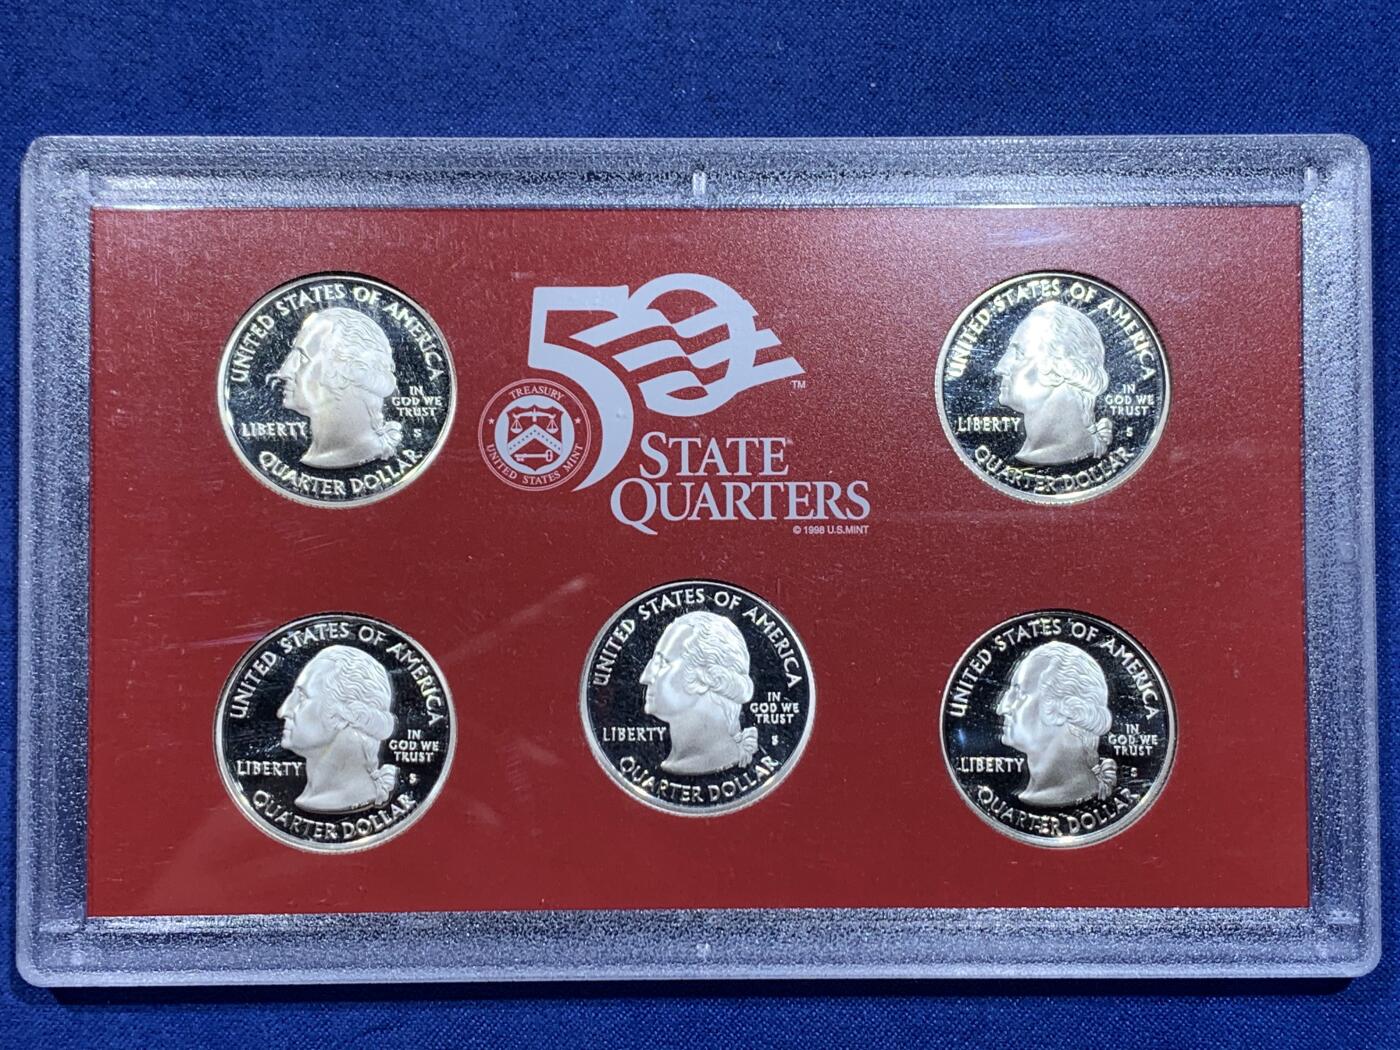 UNITED STATES OF AMERICA
LIBERTY
IN
GOD WE
TRUST
S
QUARTER DOLLAR
50
TM
TREASURY
UNITED STATES MINT
STATE
QUARTERS
© 1998 U.S.MINT
UNITED STATES OF AMERICA
LIBERTY
IN
GOD WE
TRUST
S
QUARTER DOLLAR
UNITED STATES OF AMERICA
LIBERTY
IN
GOD WE
TRUST
S
QUARTER DOLLAR
UNITED STATES OF AMERICA
LIBERTY
IN
GOD WE
TRUST
S
QUARTER DOLLAR
UNITED STATES OF AMERICA
LIBERTY
IN
GOD WE
TRUST
S
QUARTER DOLLAR